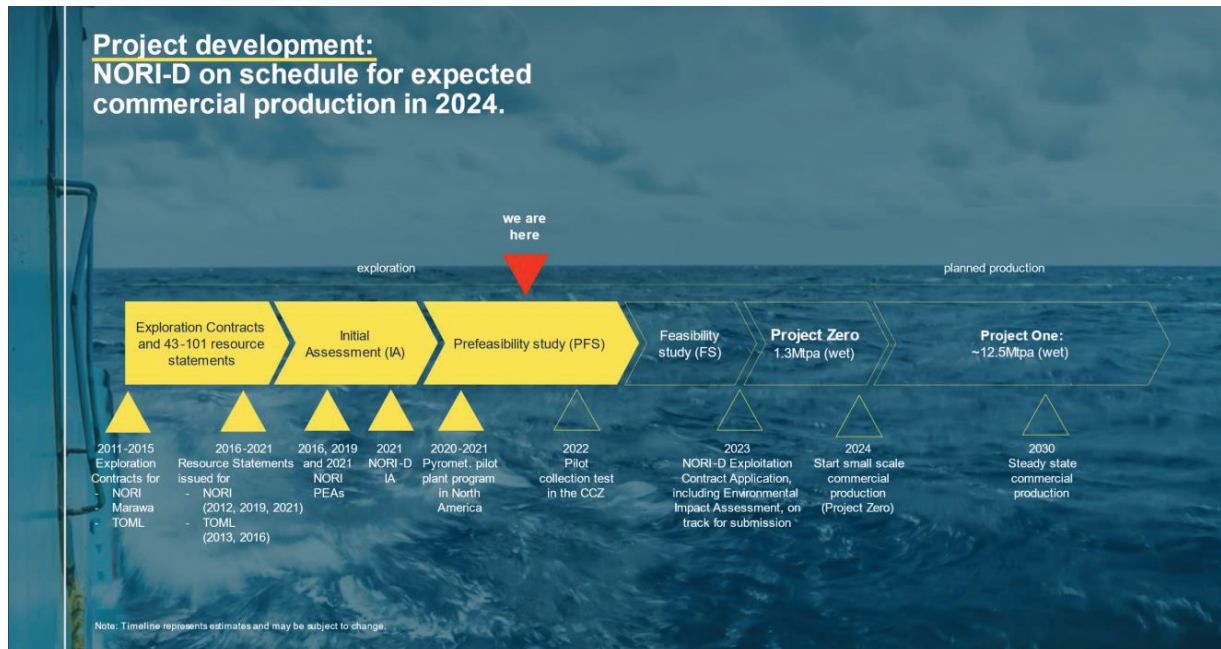 Project development:
NORI-D on schedule for expected
commercial production in 2024.
we are
here
exploration
planned production
Exploration Contracts
and 43-101 resource
statements
Initial
Assessment (IA)
Prefeasibility study (PFS)
Feasibility
study (FS)
Project Zero
1.3Mtpa (wet)
Project One:
~12.5Mtpa (wet)
2011-2015
Exploration
Contracts for
- NORI
- Marawa
- TOML
2016-2021
Resource Statements
issued for
- NORI
(2012, 2019, 2021)
- TOML
(2013, 2016)
2016, 2019
and 2021
NORI
PEAs
2021
NORI-D
IA
2020-2021
Pyromet. pilot
plant program
in North
America
2022
Pilot
collection test
in the CCZ
2023
NORI-D Exploitation
Contract Application,
including Environmental
Impact Assessment, on
track for submission
2024
Start small scale
commercial
production
(Project Zero)
2030
Steady state
commercial
production
Note: Timeline represents estimates and may be subject to change.